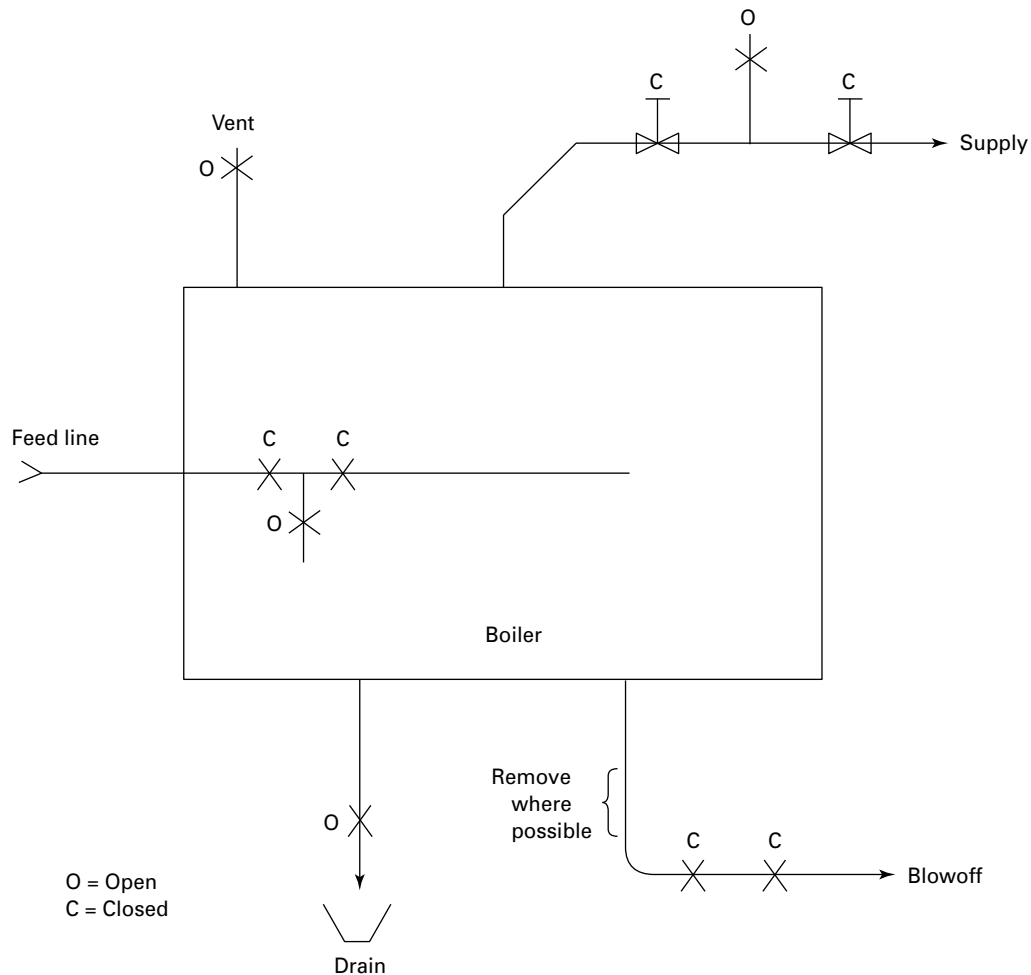 O
C
C
Vent
Supply
O
Feed line
C
C
O
Boiler
Remove
where
possible
O
C
C
Blowoff
O = Open
C = Closed
Drain